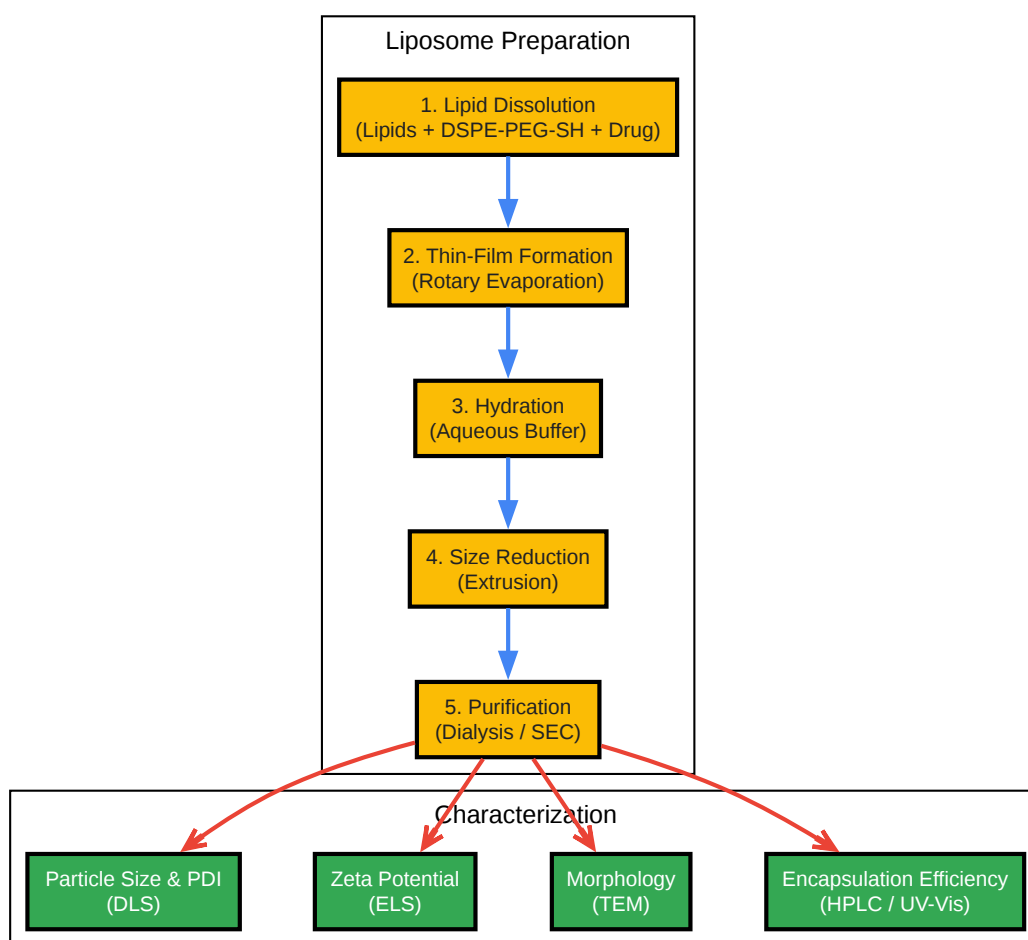 Liposome Preparation
1. Lipid Dissolution
(Lipids + DSPE-PEG-SH + Drug)
2. Thin-Film Formation
(Rotary Evaporation)
3. Hydration
(Aqueous Buffer)
4. Size Reduction
(Extrusion)
5. Purification
(Dialysis / SEC)
Characterization
Particle Size & PDI
(DLS)
Zeta Potential
(ELS)
Morphology
(TEM)
Encapsulation Efficiency
(HPLC / UV-Vis)